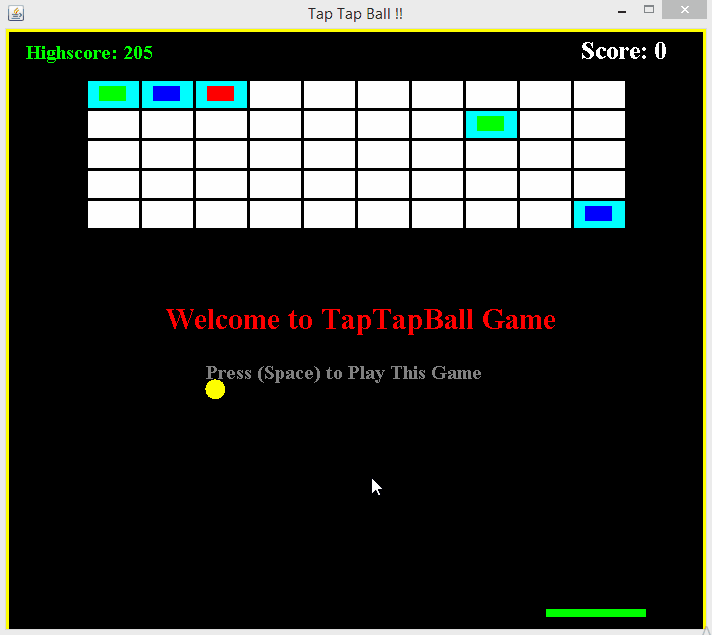 Tap Tap Ball !!
Highscore: 205
Score: 0
Welcome to TapTapBall Game
Press (Space) to Play This Game